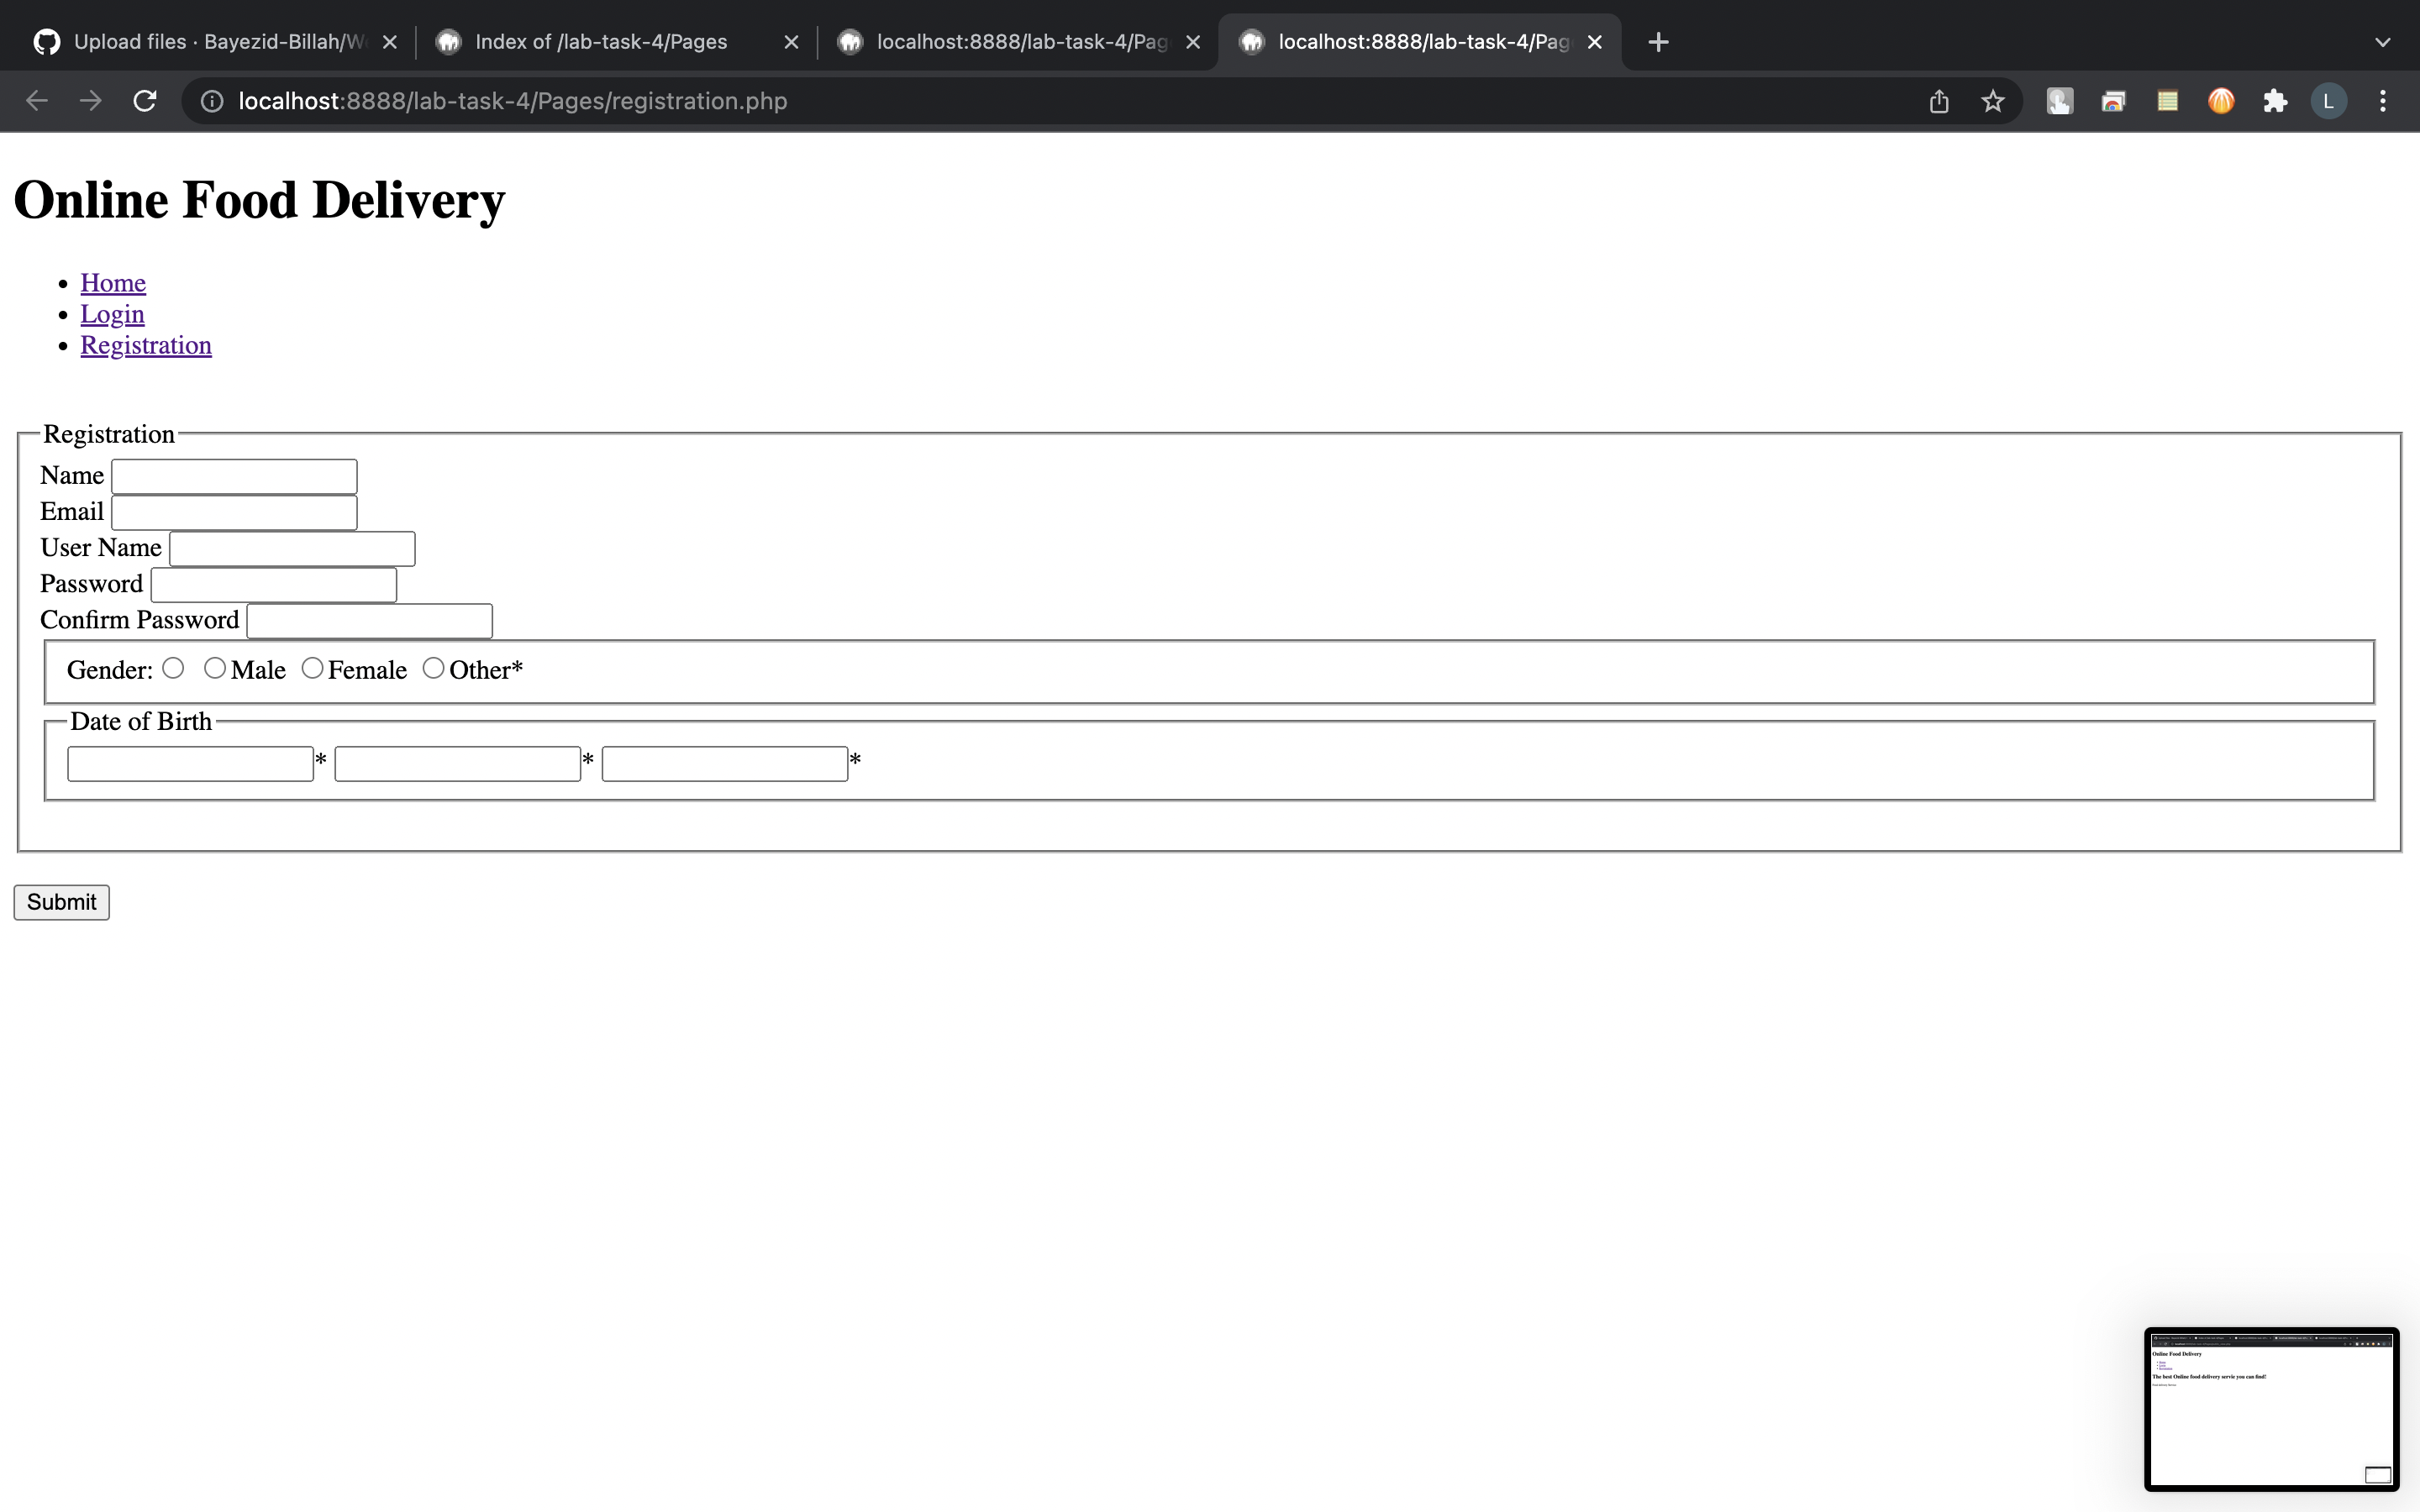 Upload files · Bayezid-Billah/W
Index of /lab-task-4/Pages
localhost:8888/lab-task-4/Pag
localhost:8888/lab-task-4/Pag
localhost:8888/lab-task-4/Pages/registration.php
L
Online Food Delivery
Home
Login
Registration
Registration
Name
Email
User Name
Password
Confirm Password
Gender: Male Female Other*
Date of Birth
* * *
Submit
Online Food Delivery
The best Online food delivery servie you can find!